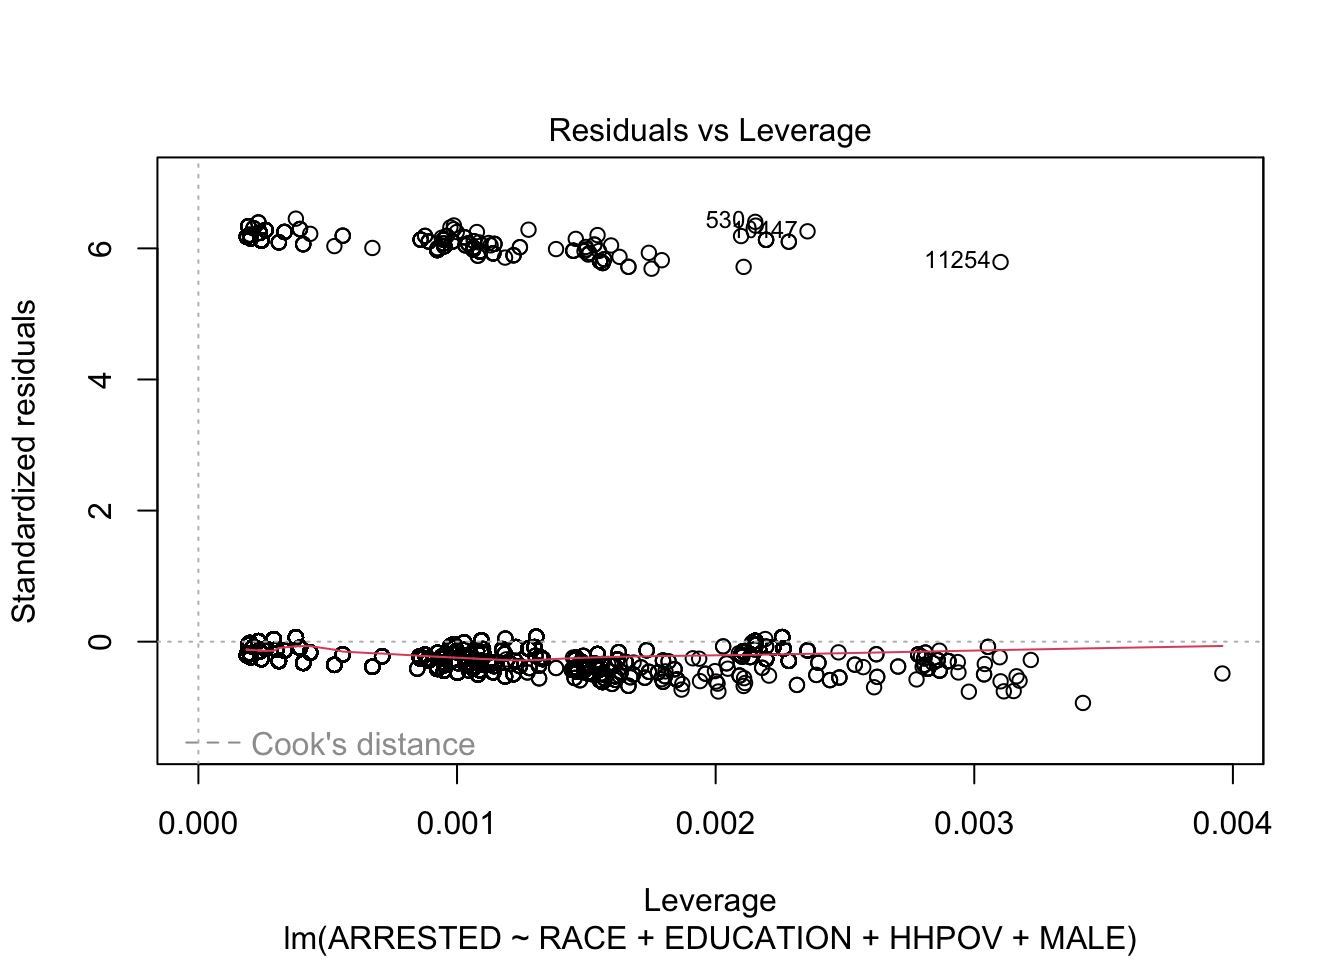 Residuals vs Leverage
Standardized residuals
6
4
2
0
530
11254
Cook's distance
0.000 0.001 0.002 0.003 0.004
Leverage
lm(ARRESTED ~ RACE + EDUCATION + HHPOV + MALE)